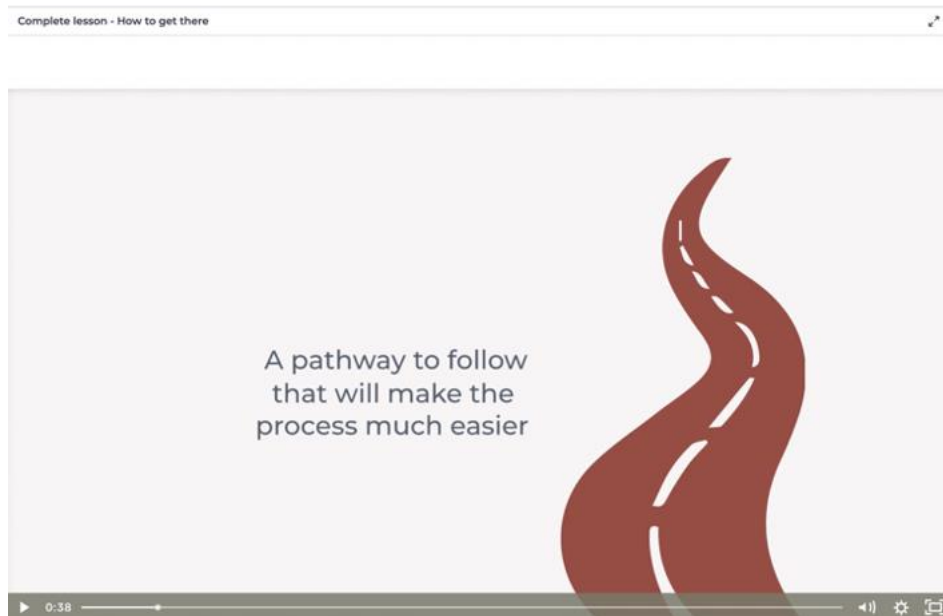 Complete lesson - How to get there
A pathway to follow
that will make the
process much easier
0:38